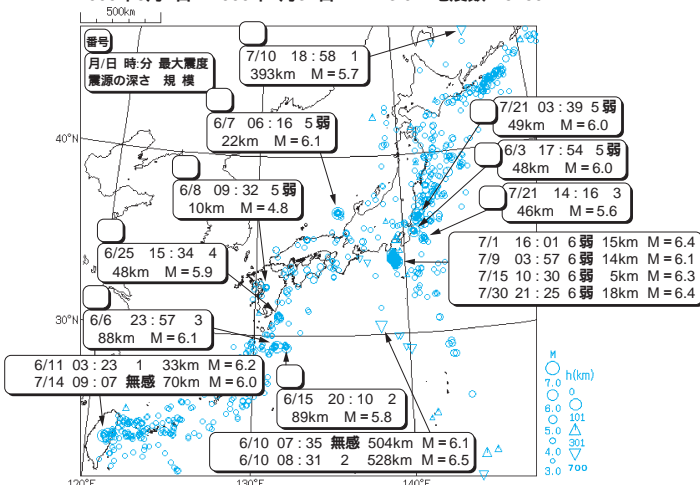 500km
番号
月/日 時:分 最大震度
震源の深さ 規 模
7/10 18:58 1
393km M=5.7
6/7 06:16 5弱
22km M=6.1
7/21 03:39 5弱
49km M=6.0
6/3 17:54 5弱
48km M=6.0
7/21 14:16 3
46km M=5.6
6/8 09:32 5弱
10km M=4.8
6/25 15:34 4
48km M=5.9
7/1 16:01 6弱 15km M=6.4
7/9 03:57 6弱 14km M=6.1
7/15 10:30 6弱 5km M=6.3
7/30 21:25 6弱 18km M=6.4
6/6 23:57 3
88km M=6.1
6/11 03:23 1 33km M=6.2
7/14 09:07 無感 70km M=6.0
6/15 20:10 2
89km M=5.8
6/10 07:35 無感 504km M=6.1
6/10 08:31 2 528km M=6.5
40°N
30°N
120°E
130°E
140°E
M
7.0
6.0
5.0
4.0
3.0
h(km)
0
101
301
700